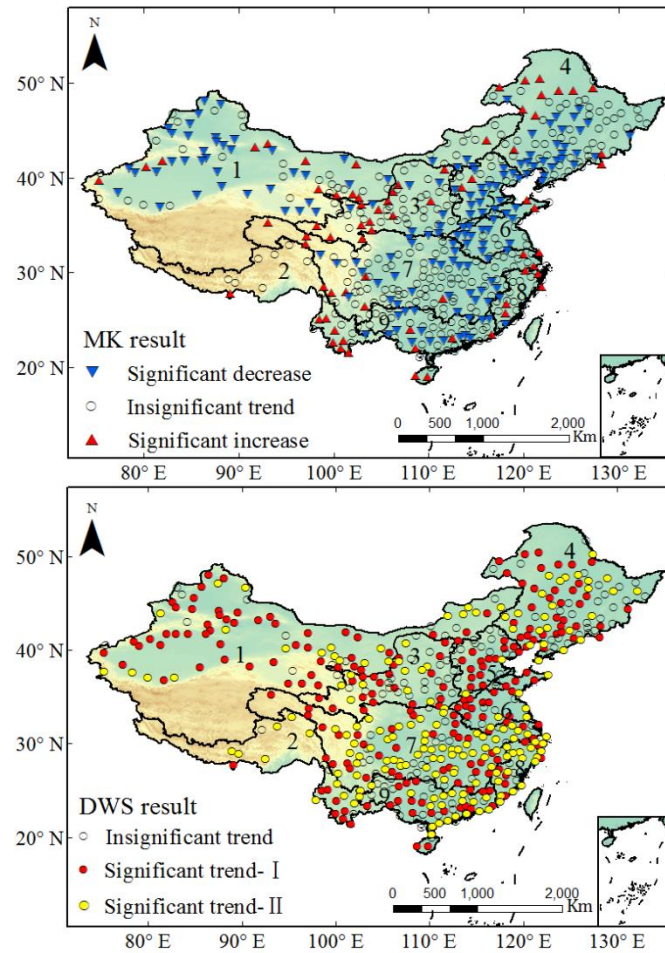 N
50° N
40° N
30° N
20° N
4
1
3
6
2
7
8
9
MK result
Significant decrease
Insignificant trend
Significant increase
0 500 1,000 2,000
Km
80° E 90° E 100° E 110° E 120° E 130° E
N
50° N
40° N
30° N
20° N
4
1
3
6
2
7
8
9
DWS result
Insignificant trend
Significant trend- Ⅰ
Significant trend- Ⅱ
0 500 1,000 2,000
Km
80° E 90° E 100° E 110° E 120° E 130° E